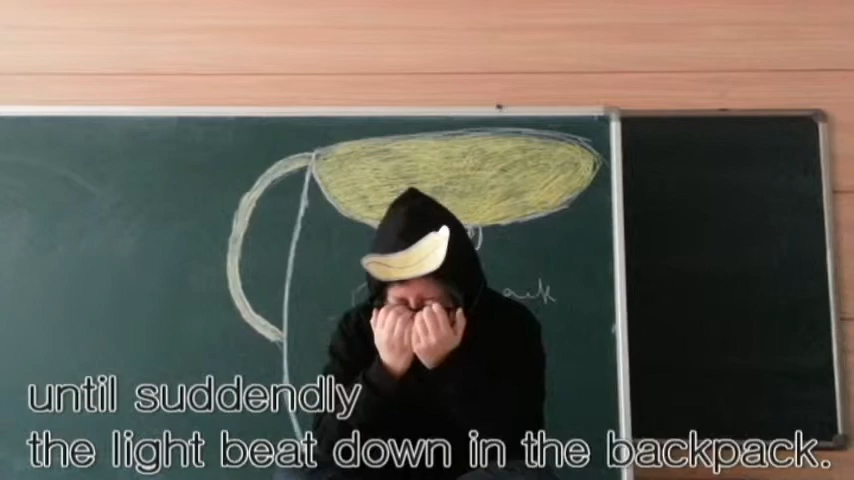 until suddendly
the light beat down in the backpack.